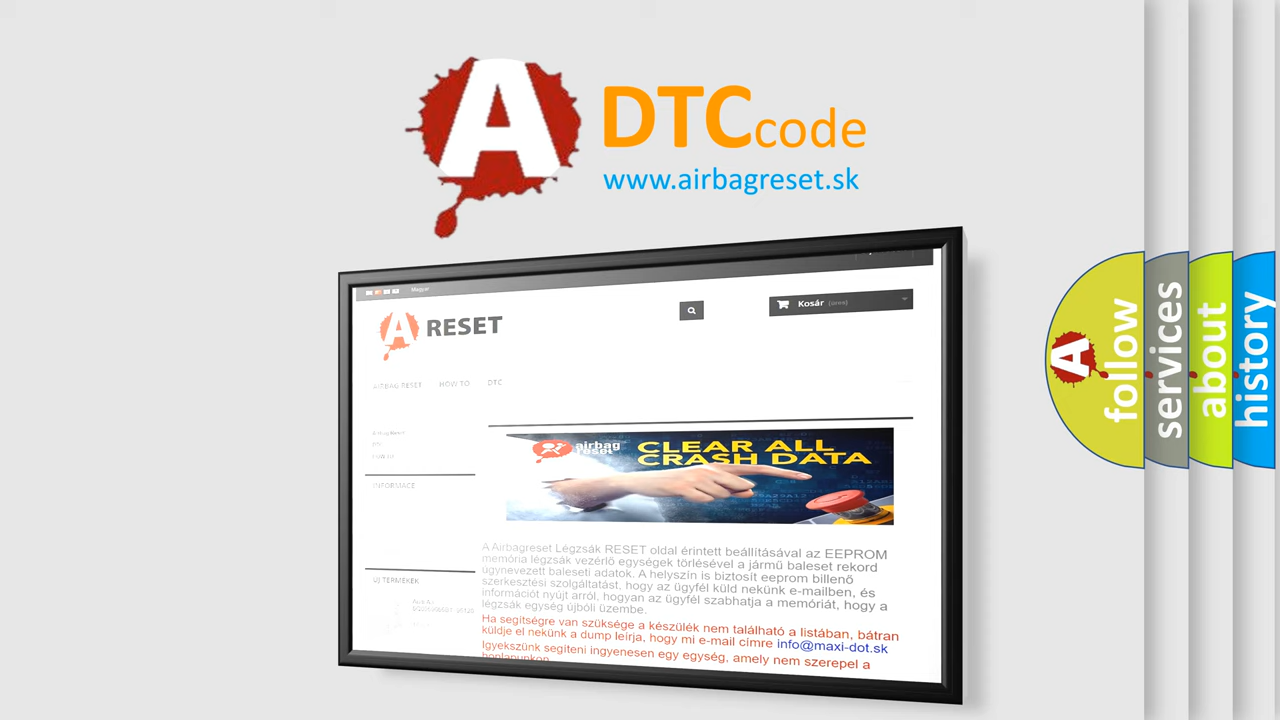 A DTCcode
www.airbagreset.sk
Magyar
A RESET
Kosár (üres)
AIRBAG RESET HOW TO DTC
INFORMACE
ÚJ TERMÉKEK
airbag
reset
CLEAR ALL
CRASH DATA
A Airbagreset Légzsák RESET oldal érintett beállításával az EEPROM
memória légzsák vezérlő egységek törlésével a jármű baleset rekord
úgynevezett baleseti adatok. A helyszín is biztosít eeprom billenő
szerkesztési szolgáltatást, hogy az ügyfél küld nekünk e-mailben, és
információt nyújt arról, hogyan az ügyfél szabhatja a memóriát, hogy a
légzsák egység újbóli üzembe.
Ha segítségre van szüksége a készülék nem található a listában, bátran
küldje el nekünk a dump leírja, hogy mi e-mail címre info@maxi-dot.sk
Igyekszünk segíteni ingyenesen egy egység, amely nem szerepel a
honlapunkon
A follow
services
about
history